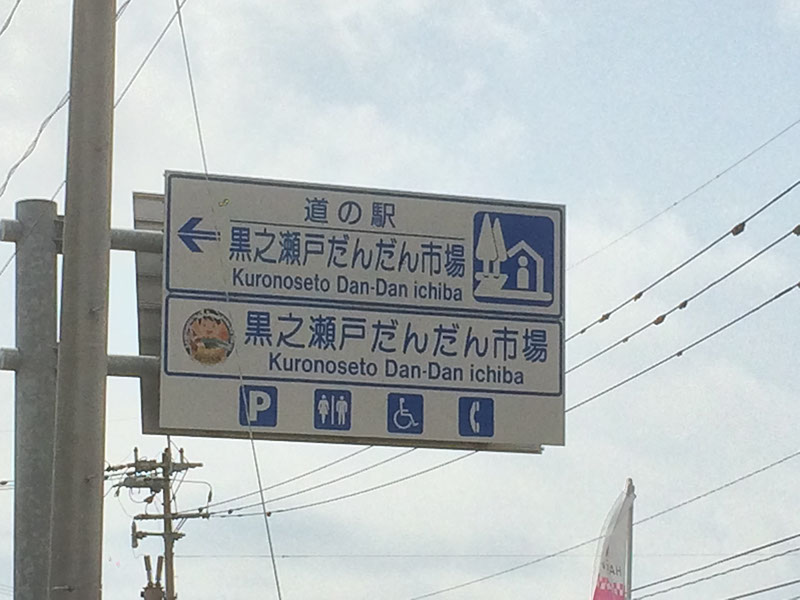 道の駅
黒之瀬戸だんだん市場
Kuronoseto Dan-Dan ichiba
黒之瀬戸だんだん市場
Kuronoseto Dan-Dan ichiba
P